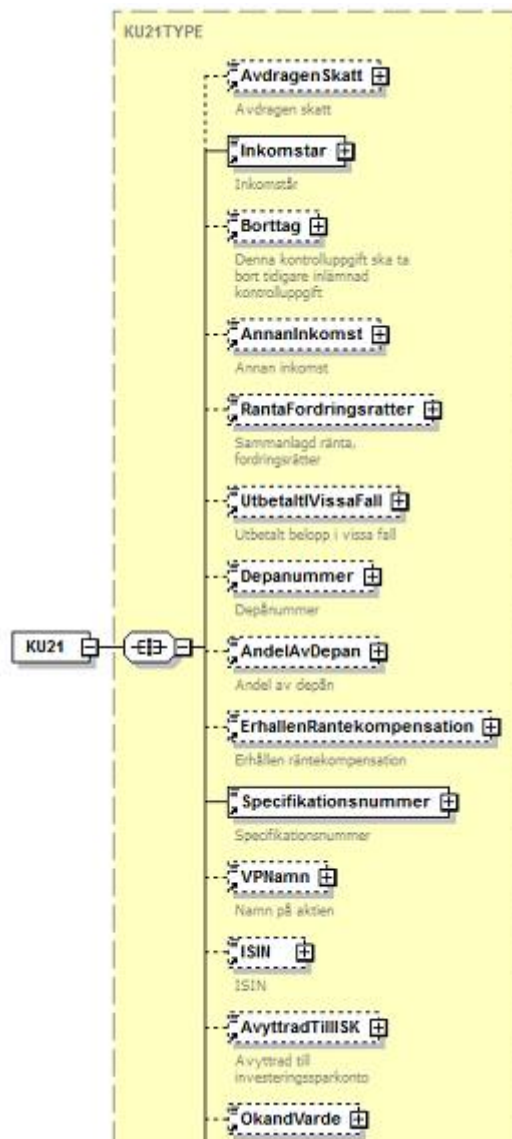 KU21TYPE
AvdragenSkatt
Avdragen skatt
Inkomstar
Inkomstår
Borttag
Denna kontrolluppgift ska ta
bort tidigare inlämnad
kontrolluppgift
AnnanInkomst
Annan inkomst
RantaFordringsratter
Sammanlagd ränta,
fordringsrätter
UtbetaltIVissaFall
Utbetalt belopp i vissa fall
Depanummer
Depånummer
KU21
AndelAvDepan
Andel av depån
ErhallenRantekompensation
Erhållen räntekompensation
Specifikationsnummer
Specifikationsnummer
VPNamn
Namn på aktien
ISIN
ISIN
AvyttradTillISK
Avyttrad till
investeringssparkonto
OkandVarde